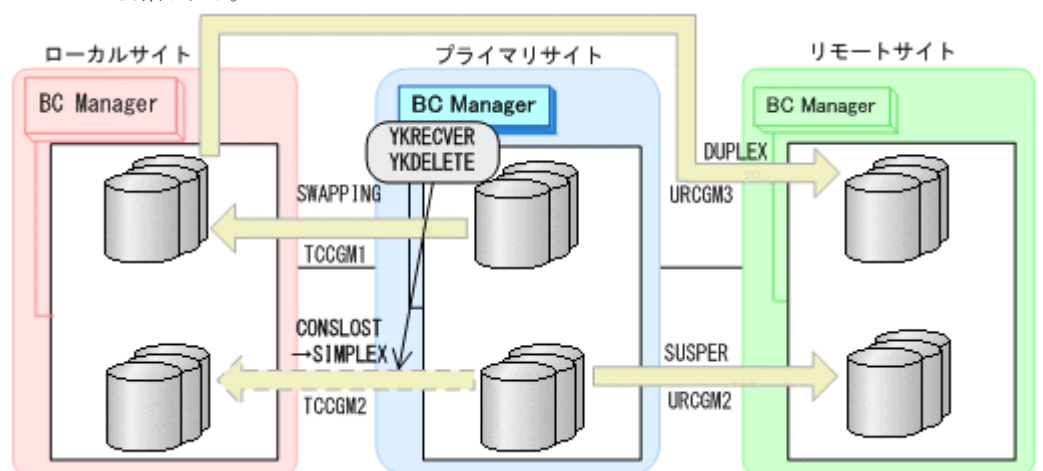 ローカルサイト
プライマリサイト
リモートサイト
BC Manager
BC Manager
BC Manager
YKRECVER
YKDELETE
DUPLEX
SWAPPING
URCGM3
TCCGM1
CONSLOST
→SIMPLEX
SUSPER
TCCGM2
URCGM2